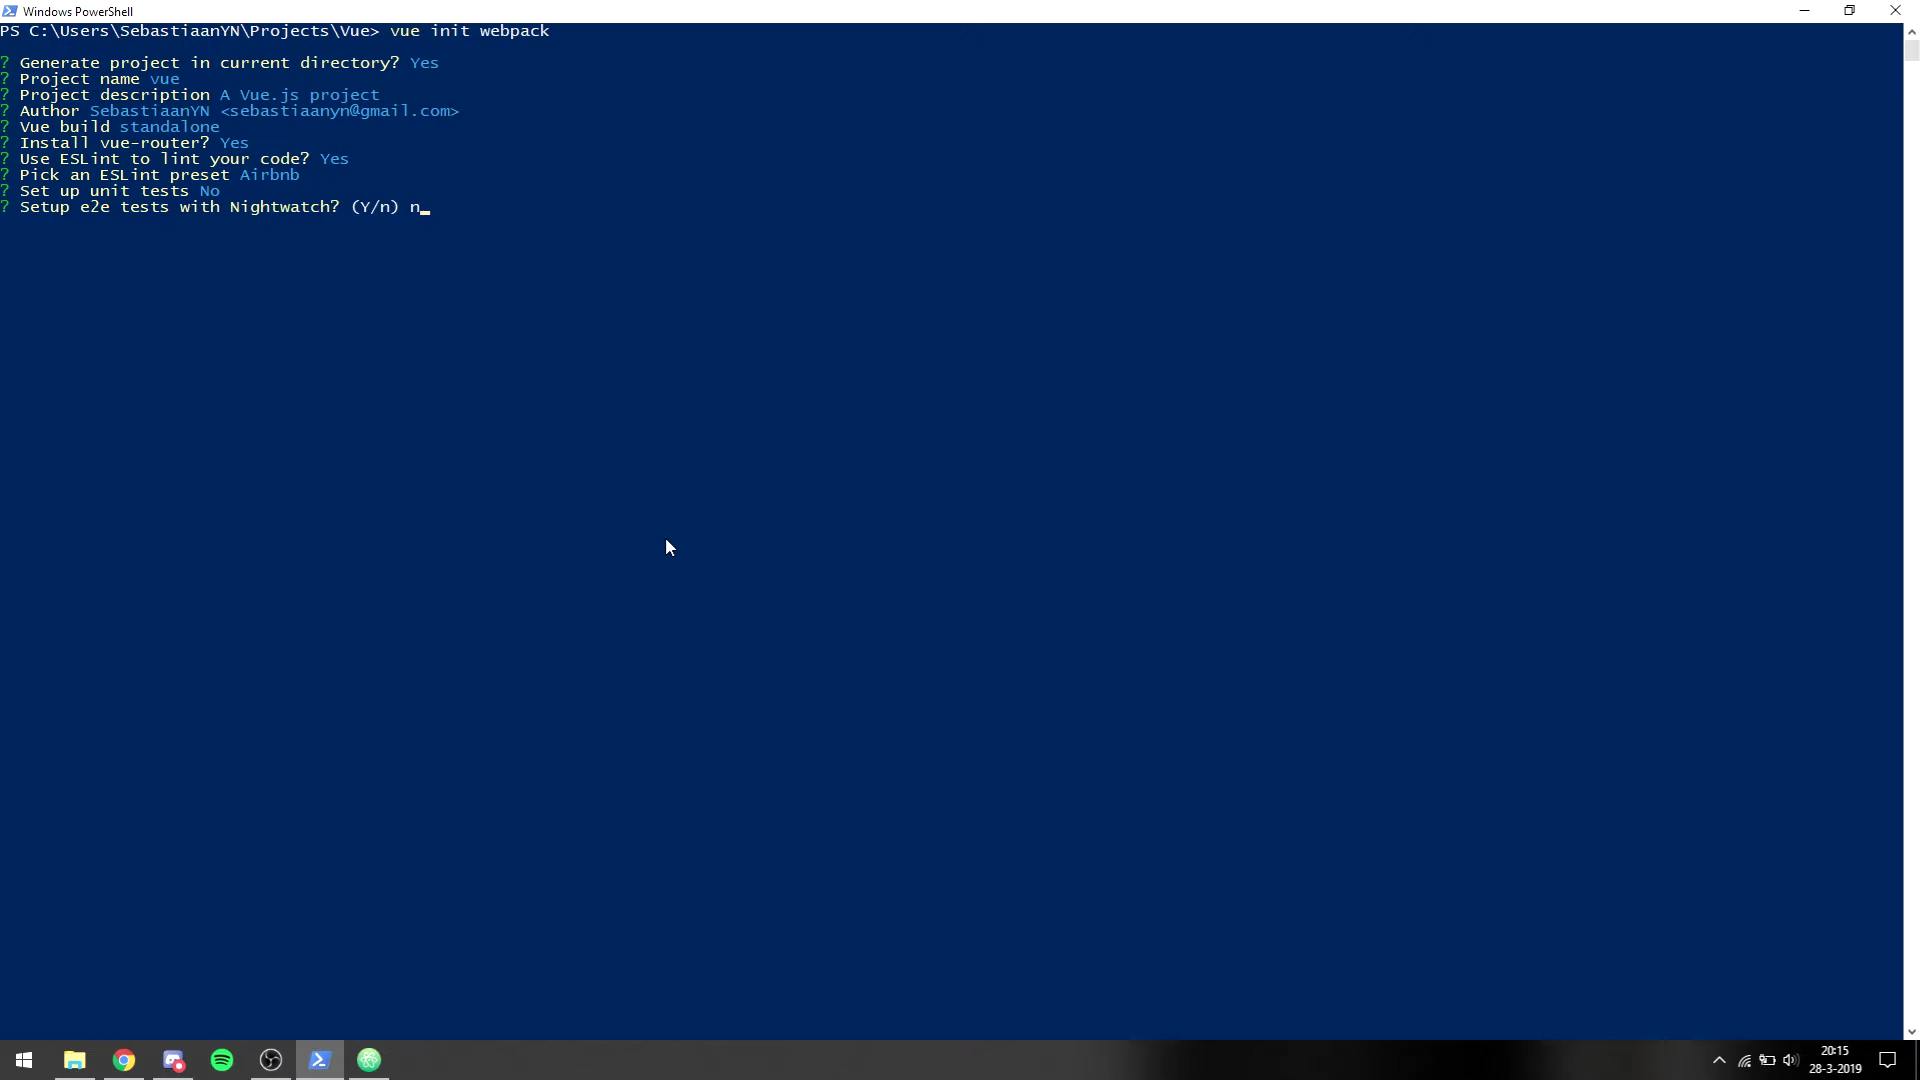 Windows PowerShell
PS C:\Users\SebastiaanYN\Projects\Vue> vue init webpack
? Generate project in current directory? Yes
? Project name vue
? Project description A Vue.js project
? Author SebastiaanYN <sebastiaanyn@gmail.com>
? Vue build standalone
? Install vue-router? Yes
? Use ESLint to lint your code? Yes
? Pick an ESLint preset Airbnb
? Set up unit tests No
? Setup e2e tests with Nightwatch? (Y/n) n_
20:15
28-3-2019